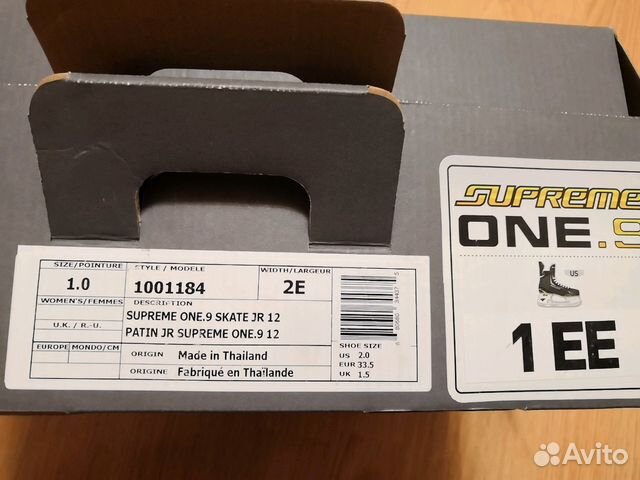 SIZE/POINTURE
1.0
WOMEN'S/FEMMES
U.K. / R.-U.
EUROPE MONDO/CM
STYLE / MODELE
1001184
WIDTH/LARGEUR
2E
DESCRIPTION
SUPREME ONE.9 SKATE JR 12
PATIN JR SUPREME ONE.9 12
ORIGIN Made in Thailand
ORIGINE Fabriqué en Thaïlande
SHOE SIZE
US 2.0
EUR 33.5
UK 1.5
SUPREME
ONE.9
US
1 EE
Avito